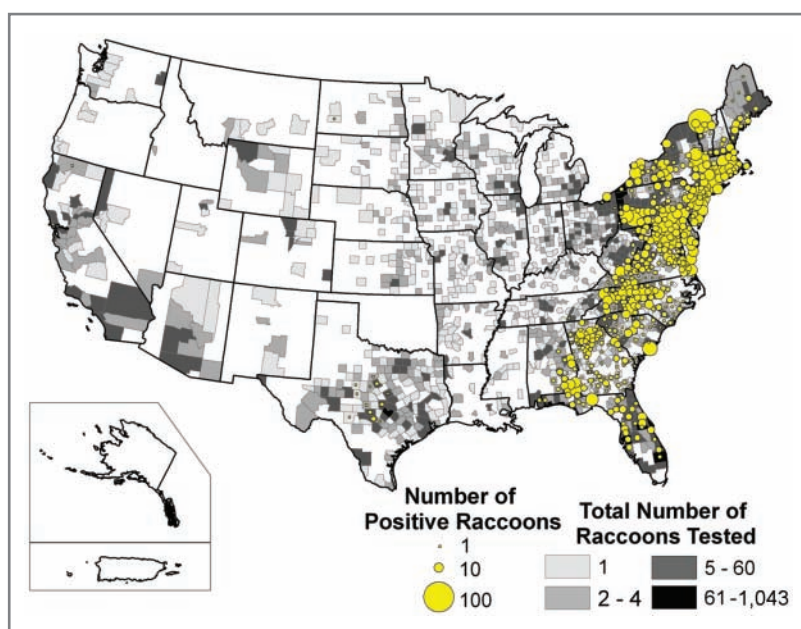 Number of
Positive Raccoons
1
10
100
Total Number of
Raccoons Tested
1
2 - 4
5 - 60
61 -1,043